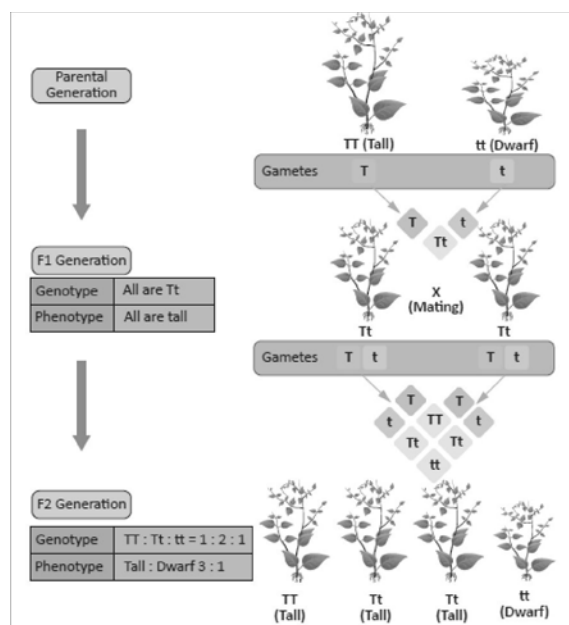 Parental
Generation
TT (Tall)
tt (Dwarf)
Gametes
T
t
T
t
Tt
F1 Generation
Genotype
All are Tt
Phenotype
All are tall
X
(Mating)
Tt
Tt
Gametes
T
t
T
t
T
T
t
TT
t
Tt
Tt
tt
F2 Generation
Genotype
TT : Tt : tt = 1 : 2 : 1
Phenotype
Tall : Dwarf 3 : 1
TT
(Tall)
Tt
(Tall)
Tt
(Tall)
tt
(Dwarf)